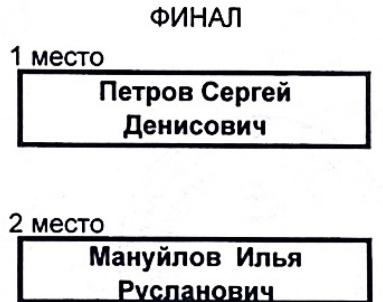 ФИНАЛ
1 место
Петров Сергей
Денисович
2 место
Мануйлов Илья
Русланович